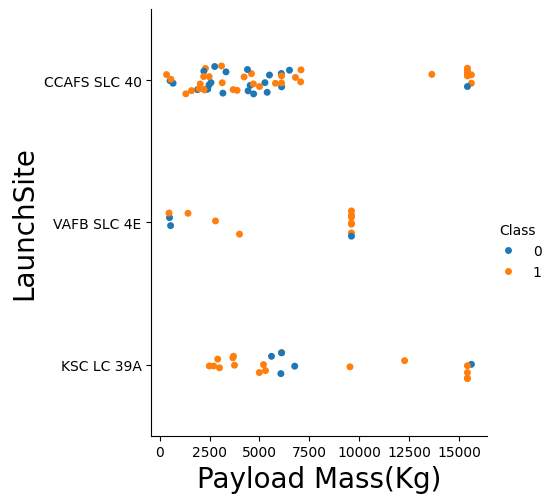 CCAFS SLC 40
VAFB SLC 4E
KSC LC 39A
LaunchSite
0
2500
5000
7500
10000
12500
15000
Payload Mass(Kg)
Class
0
1